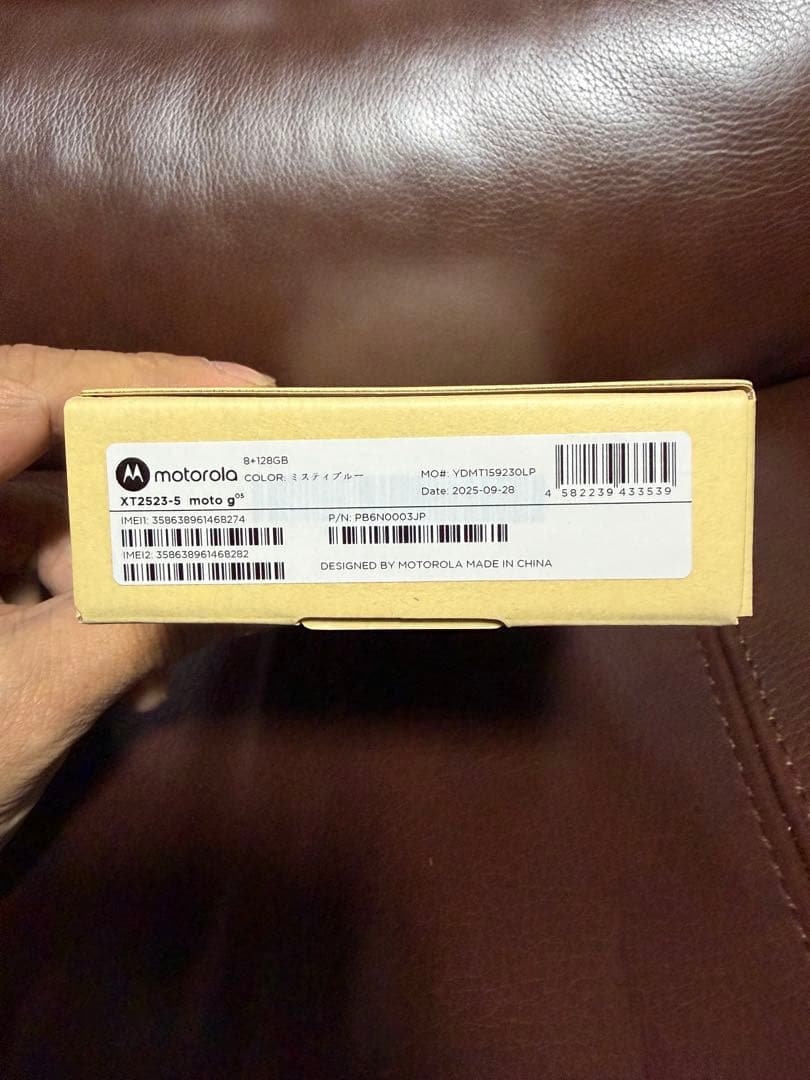 motorola
8+128GB
COLOR: ミスティブルー
XT2523-5 moto g05
MO#: YDMT159230LP
Date: 2025-09-28
4 582239 433539
IMEI1: 358638961468274
P/N: PB6N0003JP
IMEI2: 358638961468282
DESIGNED BY MOTOROLA MADE IN CHINA